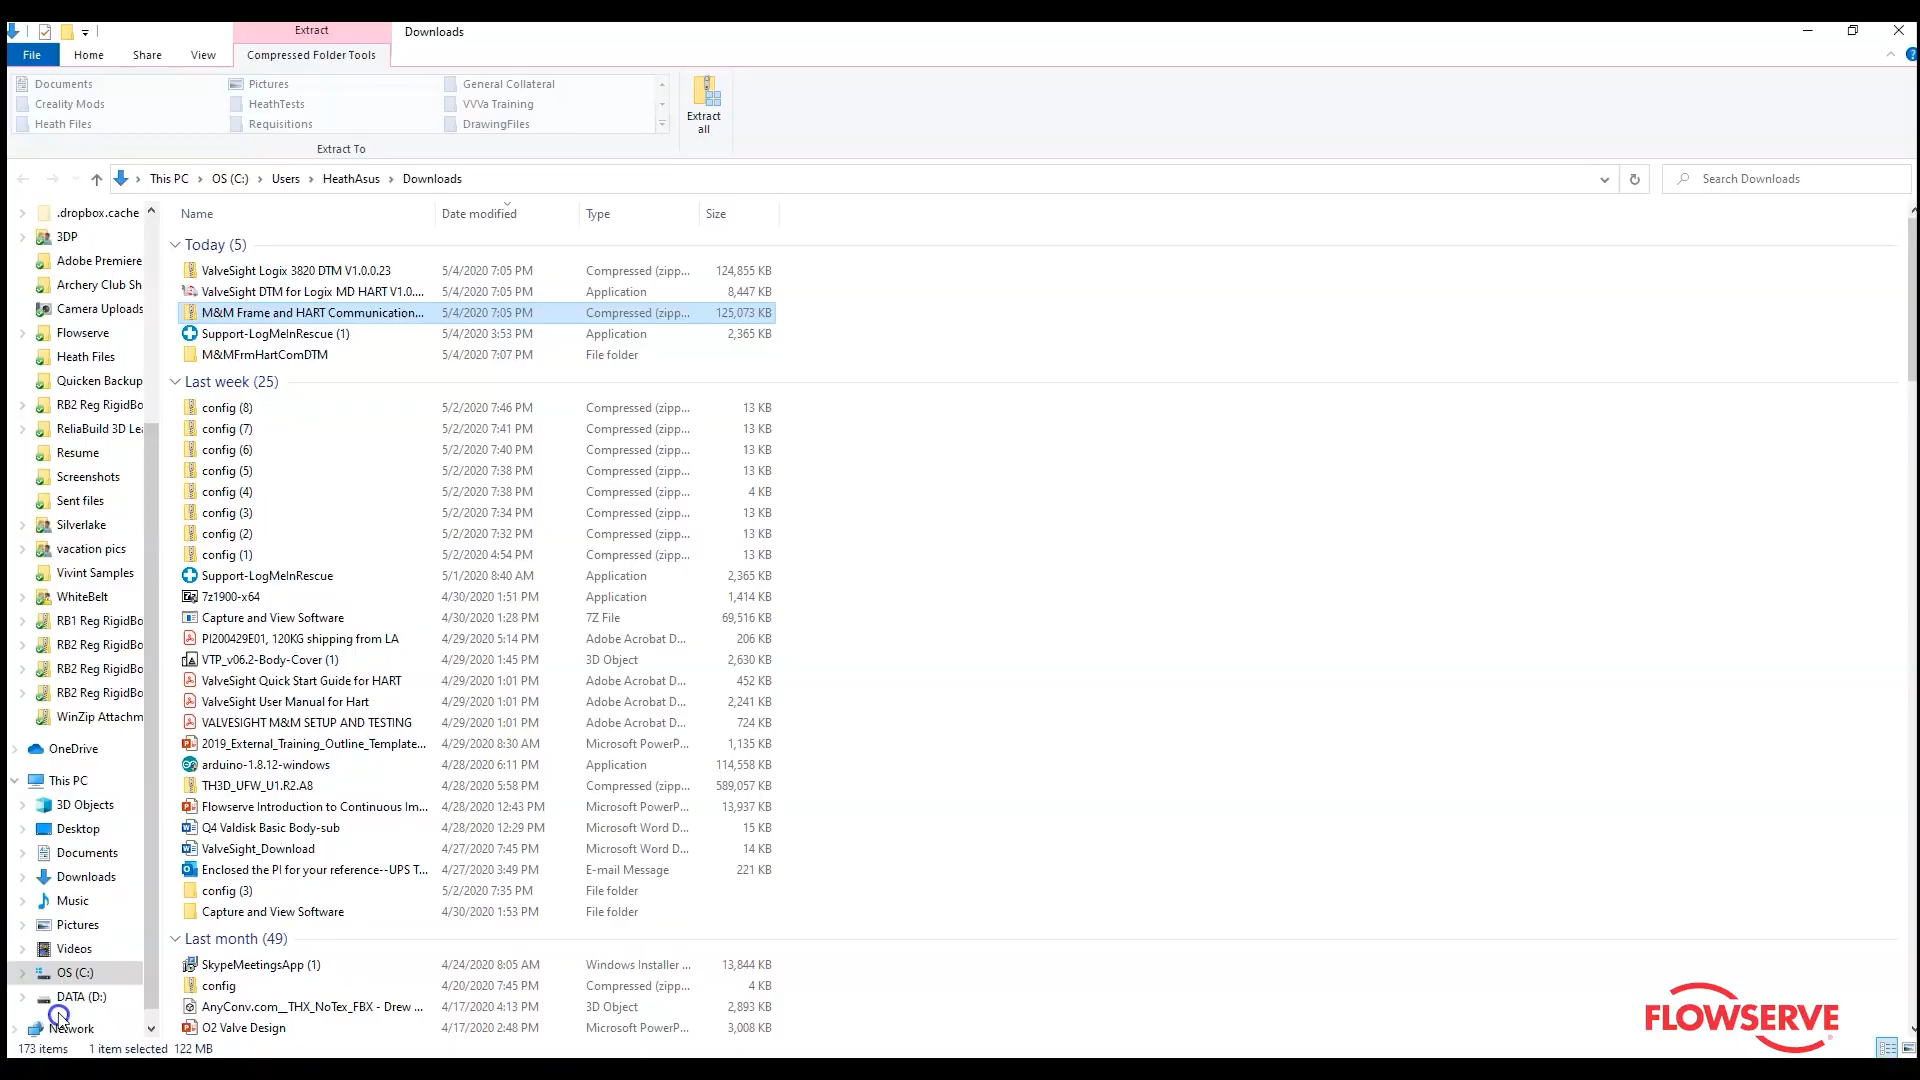 Extract
Downloads
File
Home
Share
View
Compressed Folder Tools
Documents
Pictures
General Collateral
Creality Mods
HeathTests
VVVa Training
Heath Files
Requisitions
DrawingFiles
Extract all
Extract To
This PC > OS (C:) > Users > HeathAsus > Downloads
Search Downloads
.dropbox.cache
3DP
Adobe Premiere
Archery Club Sh
Camera Uploads
Flowserve
Heath Files
Quicken Backup
RB2 Reg RigidBo
ReliaBuild 3D Le
Resume
Screenshots
Sent files
Silverlake
vacation pics
Vivint Samples
WhiteBelt
RB1 Reg RigidBo
RB2 Reg RigidBo
RB2 Reg RigidBo
RB2 Reg RigidBo
WinZip Attachm
OneDrive
This PC
3D Objects
Desktop
Documents
Downloads
Music
Pictures
Videos
OS (C:)
DATA (D:)
Network
Name Date modified Type Size
Today (5)
ValveSight Logix 3820 DTM V1.0.0.23 5/4/2020 7:05 PM Compressed (zipp... 124,855 KB
ValveSight DTM for Logix MD HART V1.0.... 5/4/2020 7:05 PM Application 8,447 KB
M&M Frame and HART Communication... 5/4/2020 7:05 PM Compressed (zipp... 125,073 KB
Support-LogMeInRescue (1) 5/4/2020 3:53 PM Application 2,365 KB
M&MFrmHartComDTM 5/4/2020 7:07 PM File folder
Last week (25)
config (8) 5/2/2020 7:46 PM Compressed (zipp... 13 KB
config (7) 5/2/2020 7:41 PM Compressed (zipp... 13 KB
config (6) 5/2/2020 7:40 PM Compressed (zipp... 13 KB
config (5) 5/2/2020 7:38 PM Compressed (zipp... 13 KB
config (4) 5/2/2020 7:38 PM Compressed (zipp... 4 KB
config (3) 5/2/2020 7:34 PM Compressed (zipp... 13 KB
config (2) 5/2/2020 7:32 PM Compressed (zipp... 13 KB
config (1) 5/2/2020 4:54 PM Compressed (zipp... 13 KB
Support-LogMeInRescue 5/1/2020 8:40 AM Application 2,365 KB
7z1900-x64 4/30/2020 1:51 PM Application 1,414 KB
Capture and View Software 4/30/2020 1:28 PM 7Z File 69,516 KB
PI200429E01, 120KG shipping from LA 4/29/2020 5:14 PM Adobe Acrobat D... 206 KB
VTP_v06.2-Body-Cover (1) 4/29/2020 1:45 PM 3D Object 2,630 KB
ValveSight Quick Start Guide for HART 4/29/2020 1:01 PM Adobe Acrobat D... 452 KB
ValveSight User Manual for Hart 4/29/2020 1:01 PM Adobe Acrobat D... 2,241 KB
VALVESIGHT M&M SETUP AND TESTING 4/29/2020 1:01 PM Adobe Acrobat D... 724 KB
2019_External_Training_Outline_Template... 4/29/2020 8:30 AM Microsoft PowerP... 1,135 KB
arduino-1.8.12-windows 4/28/2020 6:11 PM Application 114,558 KB
TH3D_UFW_U1.R2.A8 4/28/2020 5:58 PM Compressed (zipp... 589,057 KB
Flowserve Introduction to Continuous Im... 4/28/2020 12:43 PM Microsoft PowerP... 13,937 KB
Q4 Valdisk Basic Body-sub 4/28/2020 12:29 PM Microsoft Word D... 15 KB
ValveSight_Download 4/27/2020 7:45 PM Microsoft Word D... 14 KB
Enclosed the PI for your reference--UPS T... 4/27/2020 3:49 PM E-mail Message 221 KB
config (3) 5/2/2020 7:35 PM File folder
Capture and View Software 4/30/2020 1:53 PM File folder
Last month (49)
SkypeMeetingsApp (1) 4/24/2020 8:05 AM Windows Installer ... 13,844 KB
config 4/20/2020 7:45 PM Compressed (zipp... 4 KB
AnyConv.com__THX_NoTex_FBX - Drew ... 4/17/2020 4:13 PM 3D Object 2,893 KB
O2 Valve Design 4/17/2020 2:48 PM Microsoft PowerP... 3,008 KB
173 items 1 item selected 122 MB
FLOWSERVE